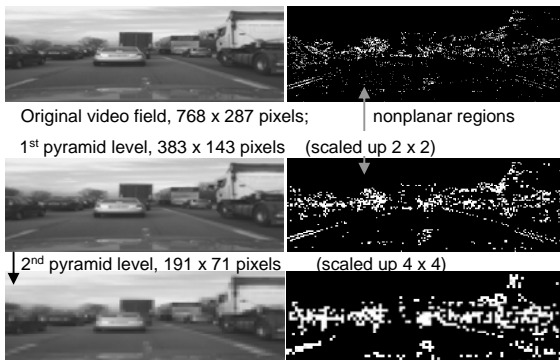 Original video field, 768 x 287 pixels; nonplanar regions
1st pyramid level, 383 x 143 pixels (scaled up 2 x 2)
2nd pyramid level, 191 x 71 pixels (scaled up 4 x 4)